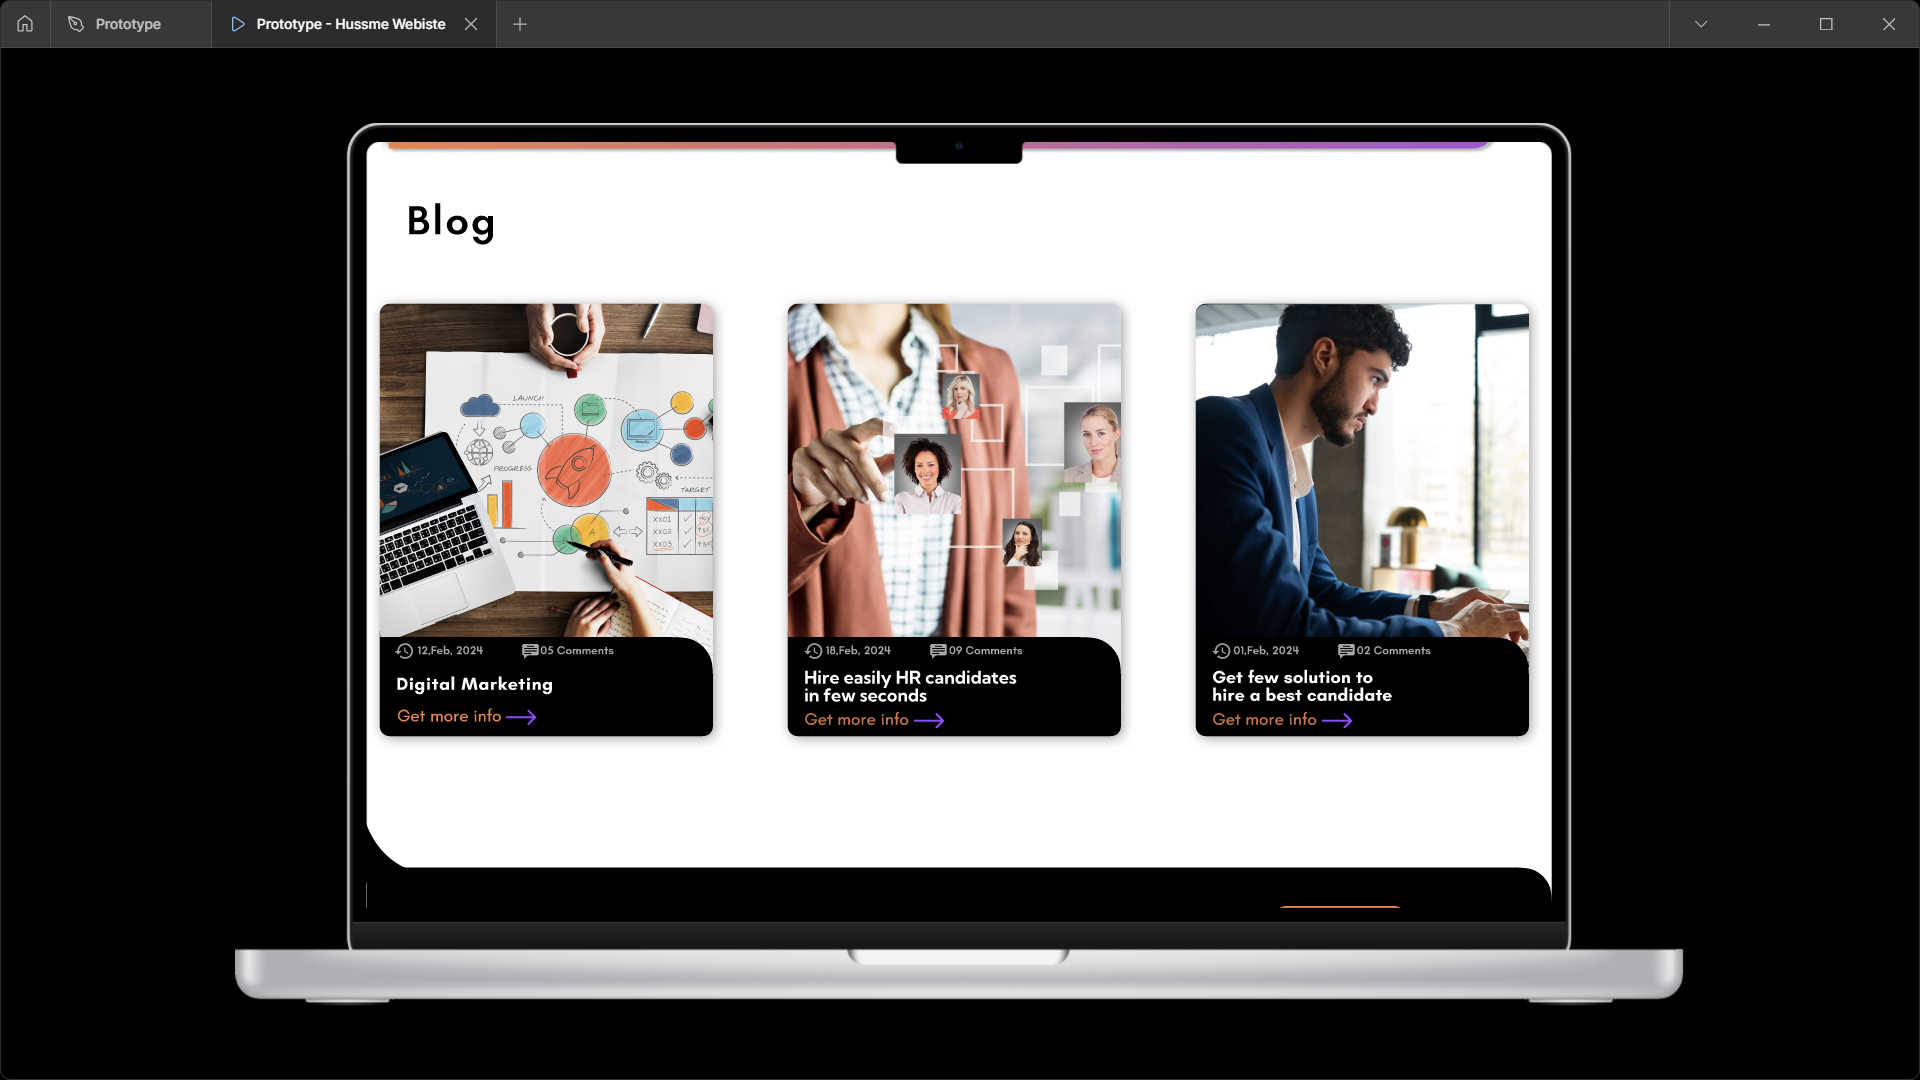 Prototype
Prototype - Hussme Webiste
Blog
LAUNCH
PROGRESS
TARGET
XX01
XX02
XX03
12,Feb, 2024
05 Comments
Digital Marketing
Get more info
18,Feb, 2024
09 Comments
Hire easily HR candidates
in few seconds
Get more info
01,Feb, 2024
02 Comments
Get few solution to
hire a best candidate
Get more info